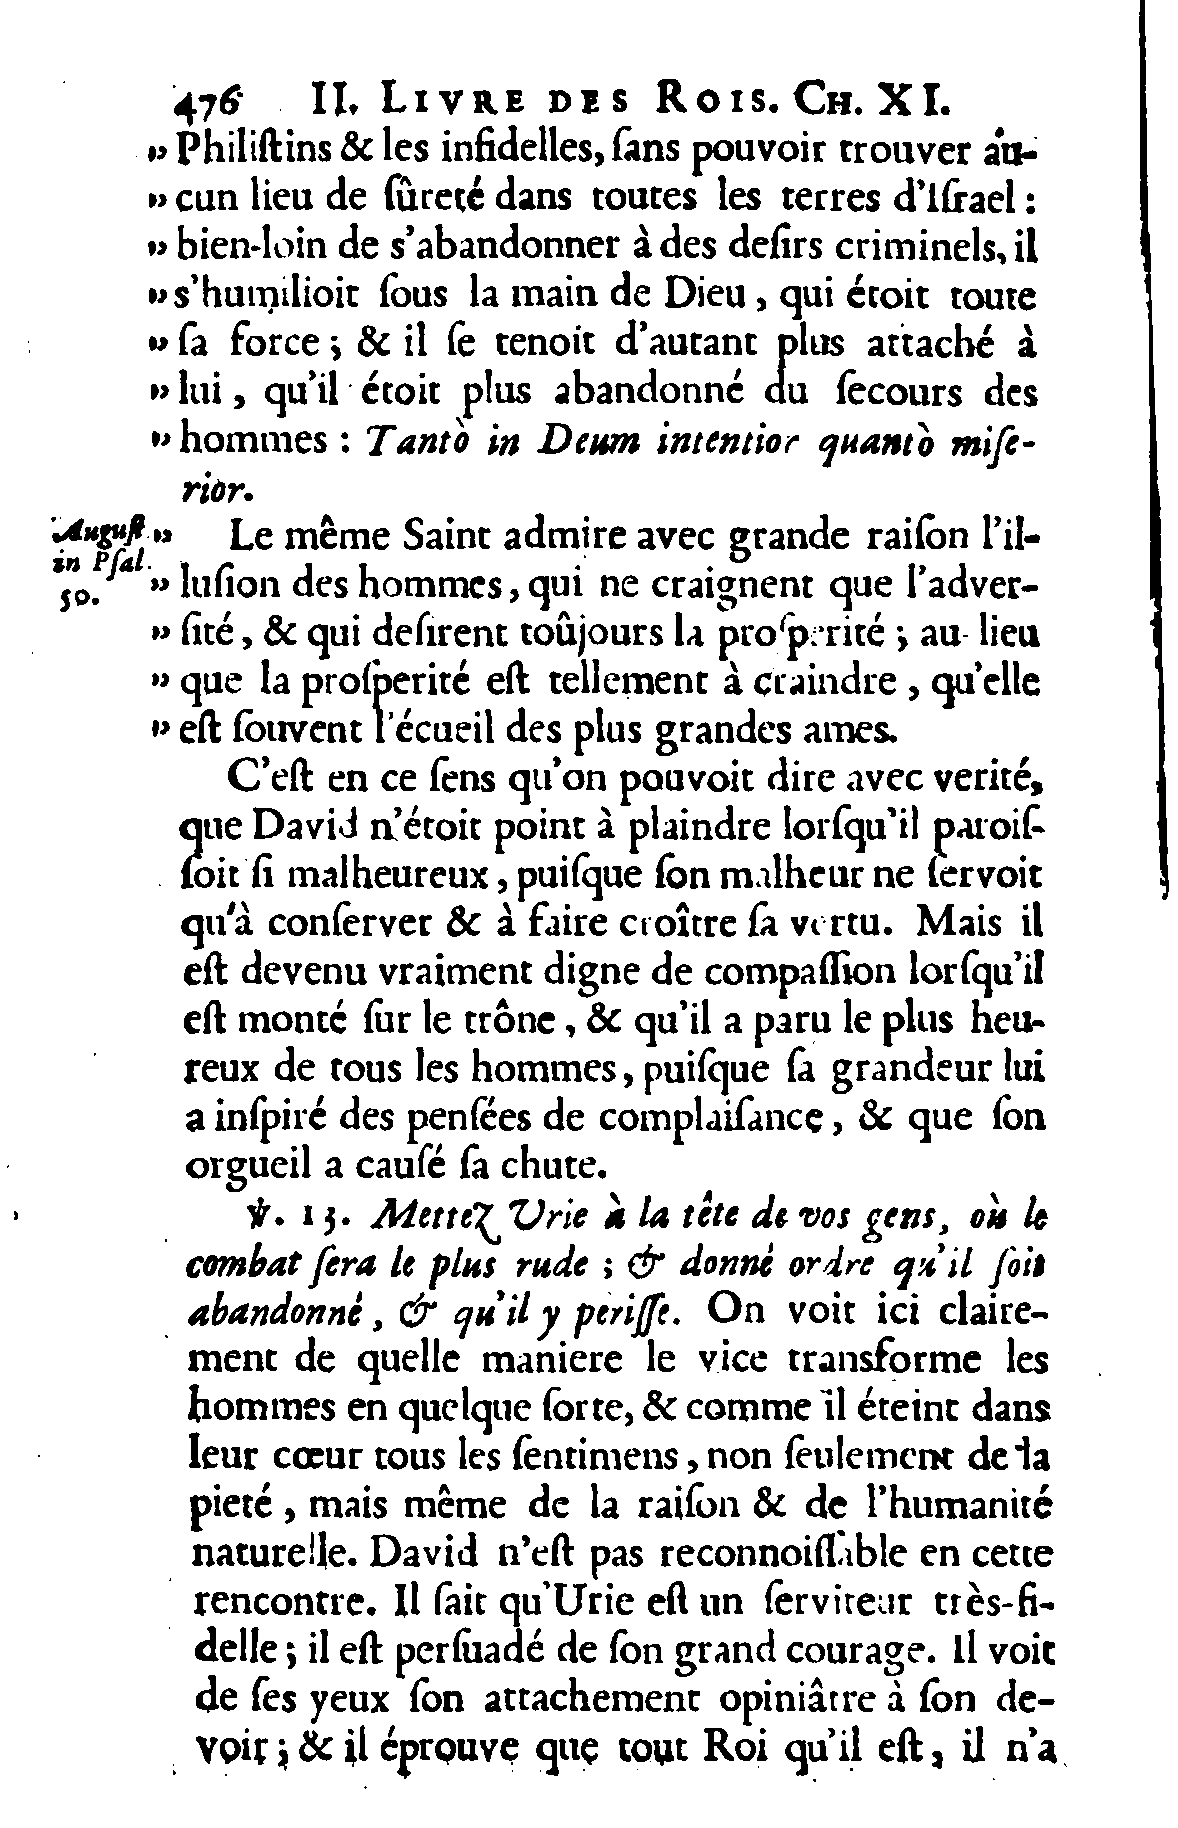 476 II. LIVRE DES ROIS. CH. XI.
„ Philiſtins & les infidelles, ſans pouvoir trouver au-
„ cun lieu de ſûreté dans toutes les terres d'Iſrael :
„ bien-loin de s'abandonner à des deſirs criminels, il
„ s'humilioit ſous la main de Dieu , qui étoit toute
„ ſa force ; & il ſe tenoit d'autant plus attaché à
„ lui , qu'il étoit plus abandonné du ſecours des
„ hommes : Tantò in Deum intentior quantò miſe-
rior.
Auguſt „ Le même Saint admire avec grande raiſon l'il-
in Pſal.
50. „ luſion des hommes, qui ne craignent que l'adver-
„ ſité , & qui deſirent toûjours la proſperité ; au-lieu
„ que la proſperité eſt tellement à craindre , qu'elle
„ eſt ſouvent l'écueil des plus grandes ames.
C'eſt en ce ſens qu'on pouvoit dire avec verité,
que David n'étoit point à plaindre lorſqu'il paroiſ-
ſoit ſi malheureux , puiſque ſon malheur ne ſervoit
qu'à conſerver & à faire croître ſa vertu. Mais il
eſt devenu vraiment digne de compaſſion lorſqu'il
eſt monté ſur le trône , & qu'il a paru le plus heu-
reux de tous les hommes, puiſque ſa grandeur lui
a inſpiré des penſées de complaiſance , & que ſon
orgueil a cauſé ſa chute.
℣. 15. Mettez Urie à la tête de vos gens, où le
combat ſera le plus rude ; & donné ordre qu'il ſoit
abandonné , & qu'il y periſſe. On voit ici claire-
ment de quelle maniere le vice transforme les
hommes en quelque ſorte, & comme il éteint dans
leur cœur tous les ſentimens , non ſeulement de la
pieté , mais même de la raiſon & de l'humanité
naturelle. David n'eſt pas reconnoiſſable en cette
rencontre. Il ſait qu'Urie eſt un ſerviteur très-fi-
delle ; il eſt perſuadé de ſon grand courage. Il voit
de ſes yeux ſon attachement opiniâtre à ſon de-
voir ; & il éprouve que tout Roi qu'il eſt, il n'a